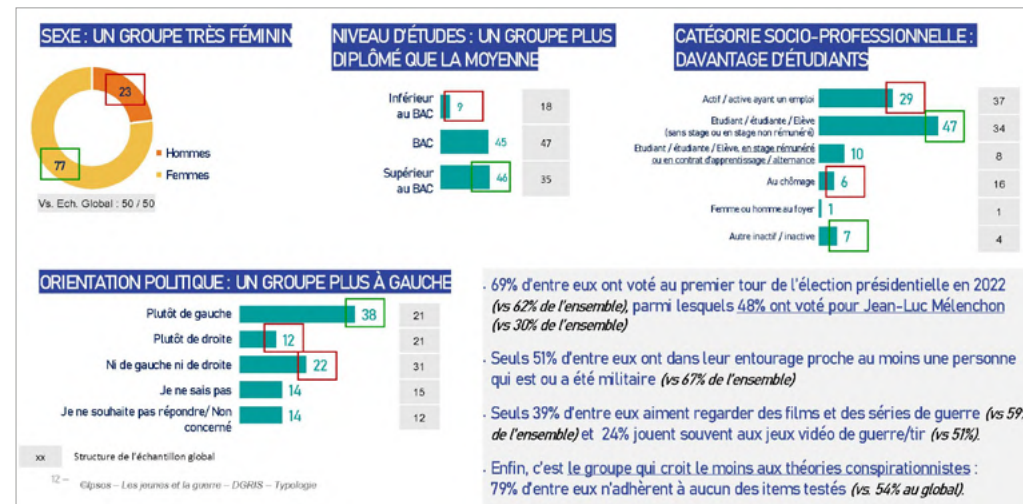 SEXE : UN GROUPE TRÈS FÉMININ
23
77
Hommes
Femmes
Vs. Ech. Global : 50 / 50
NIVEAU D'ÉTUDES : UN GROUPE PLUS
DIPLÔMÉ QUE LA MOYENNE
Inférieur
au BAC
9
18
BAC
45
47
Supérieur
au BAC
46
35
CATÉGORIE SOCIO-PROFESSIONNELLE :
DAVANTAGE D'ÉTUDIANTS
Actif / active ayant un emploi
29
37
Etudiant / étudiante / Elève
(sans stage ou en stage non rémunéré)
47
34
Etudiant / étudiante / Elève, en stage rémunéré
ou en contrat d'apprentissage / alternance
10
8
Au chômage
6
16
Femme ou homme au foyer
1
1
Autre inactif / inactive
7
4
ORIENTATION POLITIQUE : UN GROUPE PLUS À GAUCHE
Plutôt de gauche
38
21
Plutôt de droite
12
21
Ni de gauche ni de droite
22
31
Je ne sais pas
14
15
Je ne souhaite pas répondre/ Non
concerné
14
12
xx Structure de l'échantillon global
12 – ©Ipsos – Les jeunes et la guerre – DGRIS – Typologie
. 69% d'entre eux ont voté au premier tour de l'élection présidentielle en 2022
(vs 62% de l'ensemble), parmi lesquels 48% ont voté pour Jean-Luc Mélenchon
(vs 30% de l'ensemble)
. Seuls 51% d'entre eux ont dans leur entourage proche au moins une personne
qui est ou a été militaire (vs 67% de l'ensemble)
. Seuls 39% d'entre eux aiment regarder des films et des séries de guerre (vs 59
de l'ensemble) et 24% jouent souvent aux jeux vidéo de guerre/tir (vs 51%).
. Enfin, c'est le groupe qui croit le moins aux théories conspirationnistes :
79% d'entre eux n'adhèrent à aucun des items testés (vs. 54% au global).